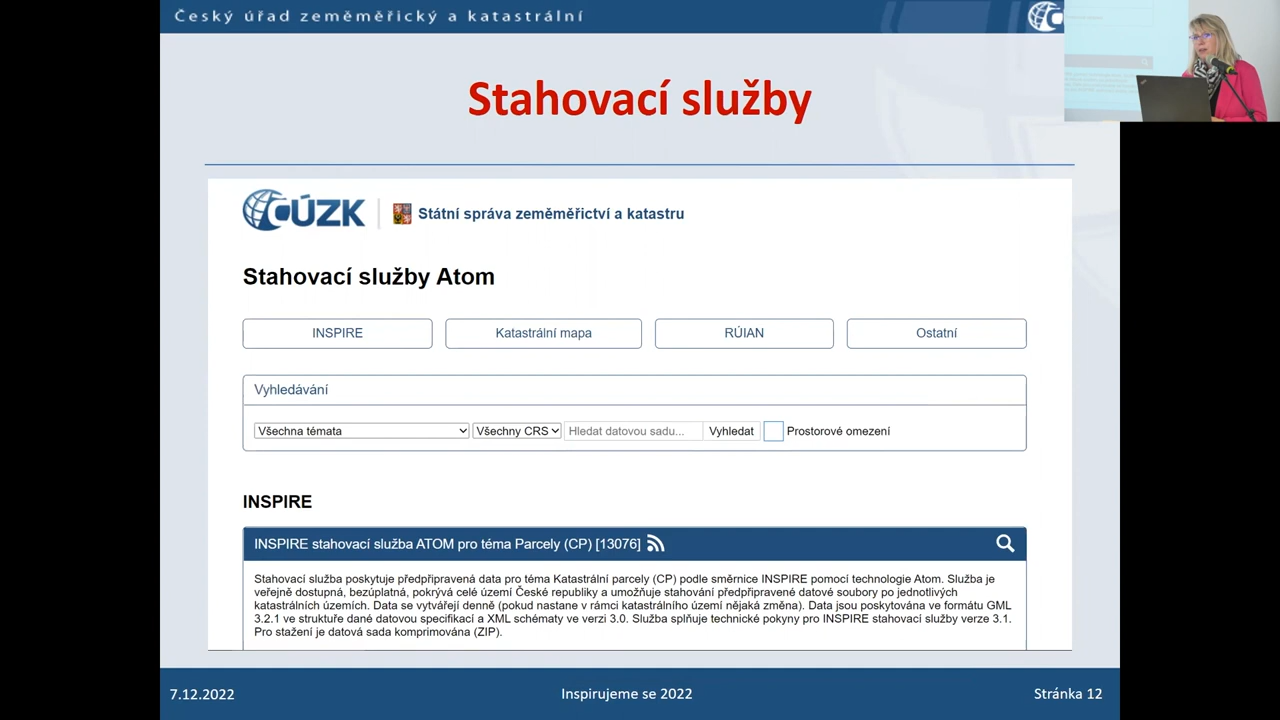 Český úřad zeměměřický a katastrální
Stahovací služby
ČÚZK
Státní správa zeměměřictví a katastru
Stahovací služby Atom
INSPIRE
Katastrální mapa
RÚIAN
Ostatní
Vyhledávání
Všechna témata
Všechny CRS
Hledat datovou sadu...
Vyhledat
Prostorové omezení
INSPIRE
INSPIRE stahovací služba ATOM pro téma Parcely (CP) [13076]
Stahovací služba poskytuje předpřipravená data pro téma Katastrální parcely (CP) podle směrnice INSPIRE pomocí technologie Atom. Služba je
veřejně dostupná, bezúplatná, pokrývá celé území České republiky a umožňuje stahování předpřipravené datové soubory po jednotlivých
katastrálních územích. Data se vytvářejí denně (pokud nastane v rámci katastrálního území nějaká změna). Data jsou poskytována ve formátu GML
3.2.1 ve struktuře dané datovou specifikací a XML schématy ve verzi 3.0. Služba splňuje technické pokyny pro INSPIRE stahovací služby verze 3.1.
Pro stažení je datová sada komprimována (ZIP).
7.12.2022
Inspirujeme se 2022
Stránka 12